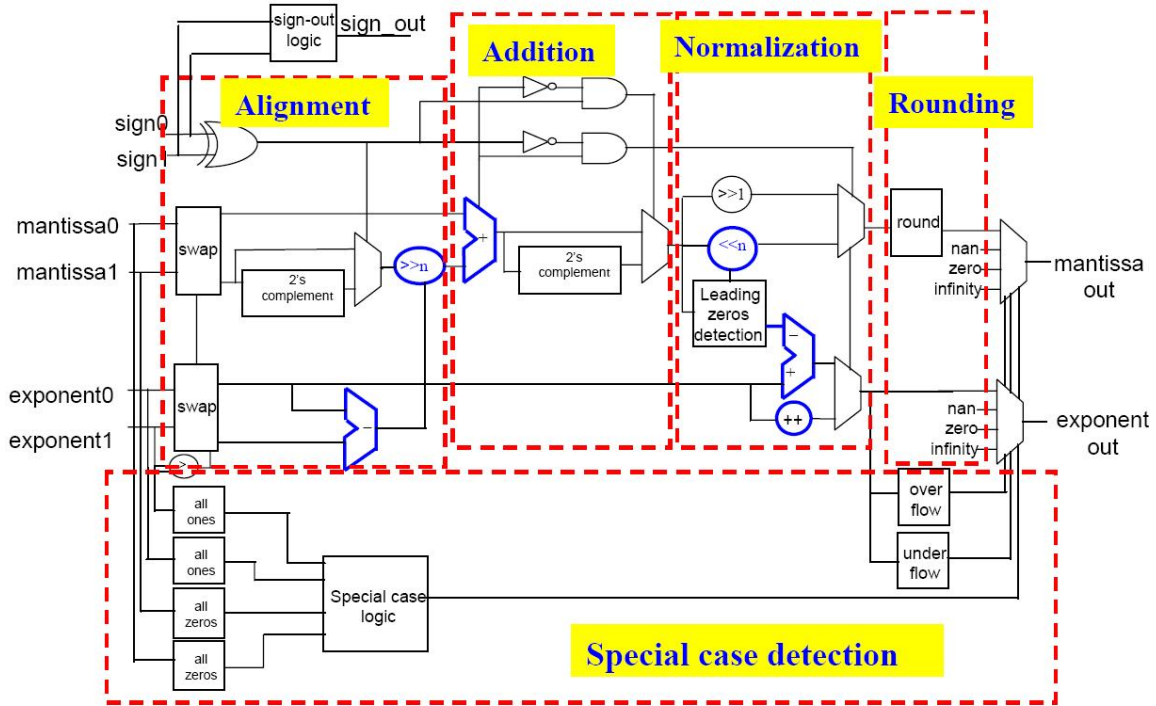 sign-out
logic
sign_out
Addition
Normalization
Alignment
Rounding
sign0
sign1
mantissa0
mantissa1
swap
2's
complement
>>n
+
2's
complement
>>1
<<n
Leading
zeros
detection
round
nan
zero
infinity
mantissa
out
exponent0
exponent1
swap
>
-
-
+
++
nan
zero
infinity
exponent
out
all
ones
all
ones
all
zeros
all
zeros
Special case
logic
over
flow
under
flow
Special case detection